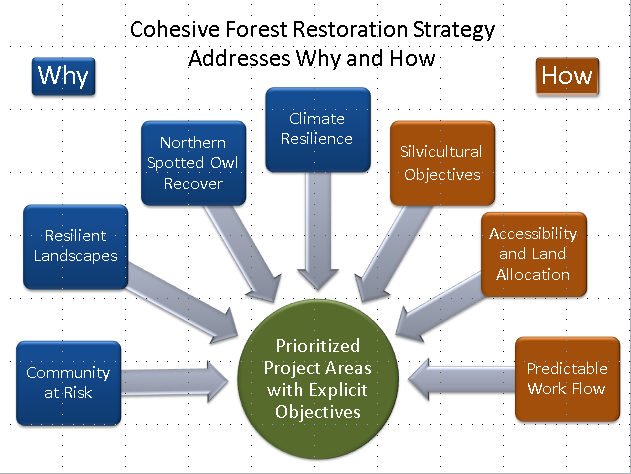 Cohesive Forest Restoration Strategy
Addresses Why and How
Why
How
Climate
Resilience
Northern
Spotted Owl
Recover
Silvicultural
Objectives
Resilient
Landscapes
Accessibility
and Land
Allocation
Community
at Risk
Predictable
Work Flow
Prioritized
Project Areas
with Explicit
Objectives